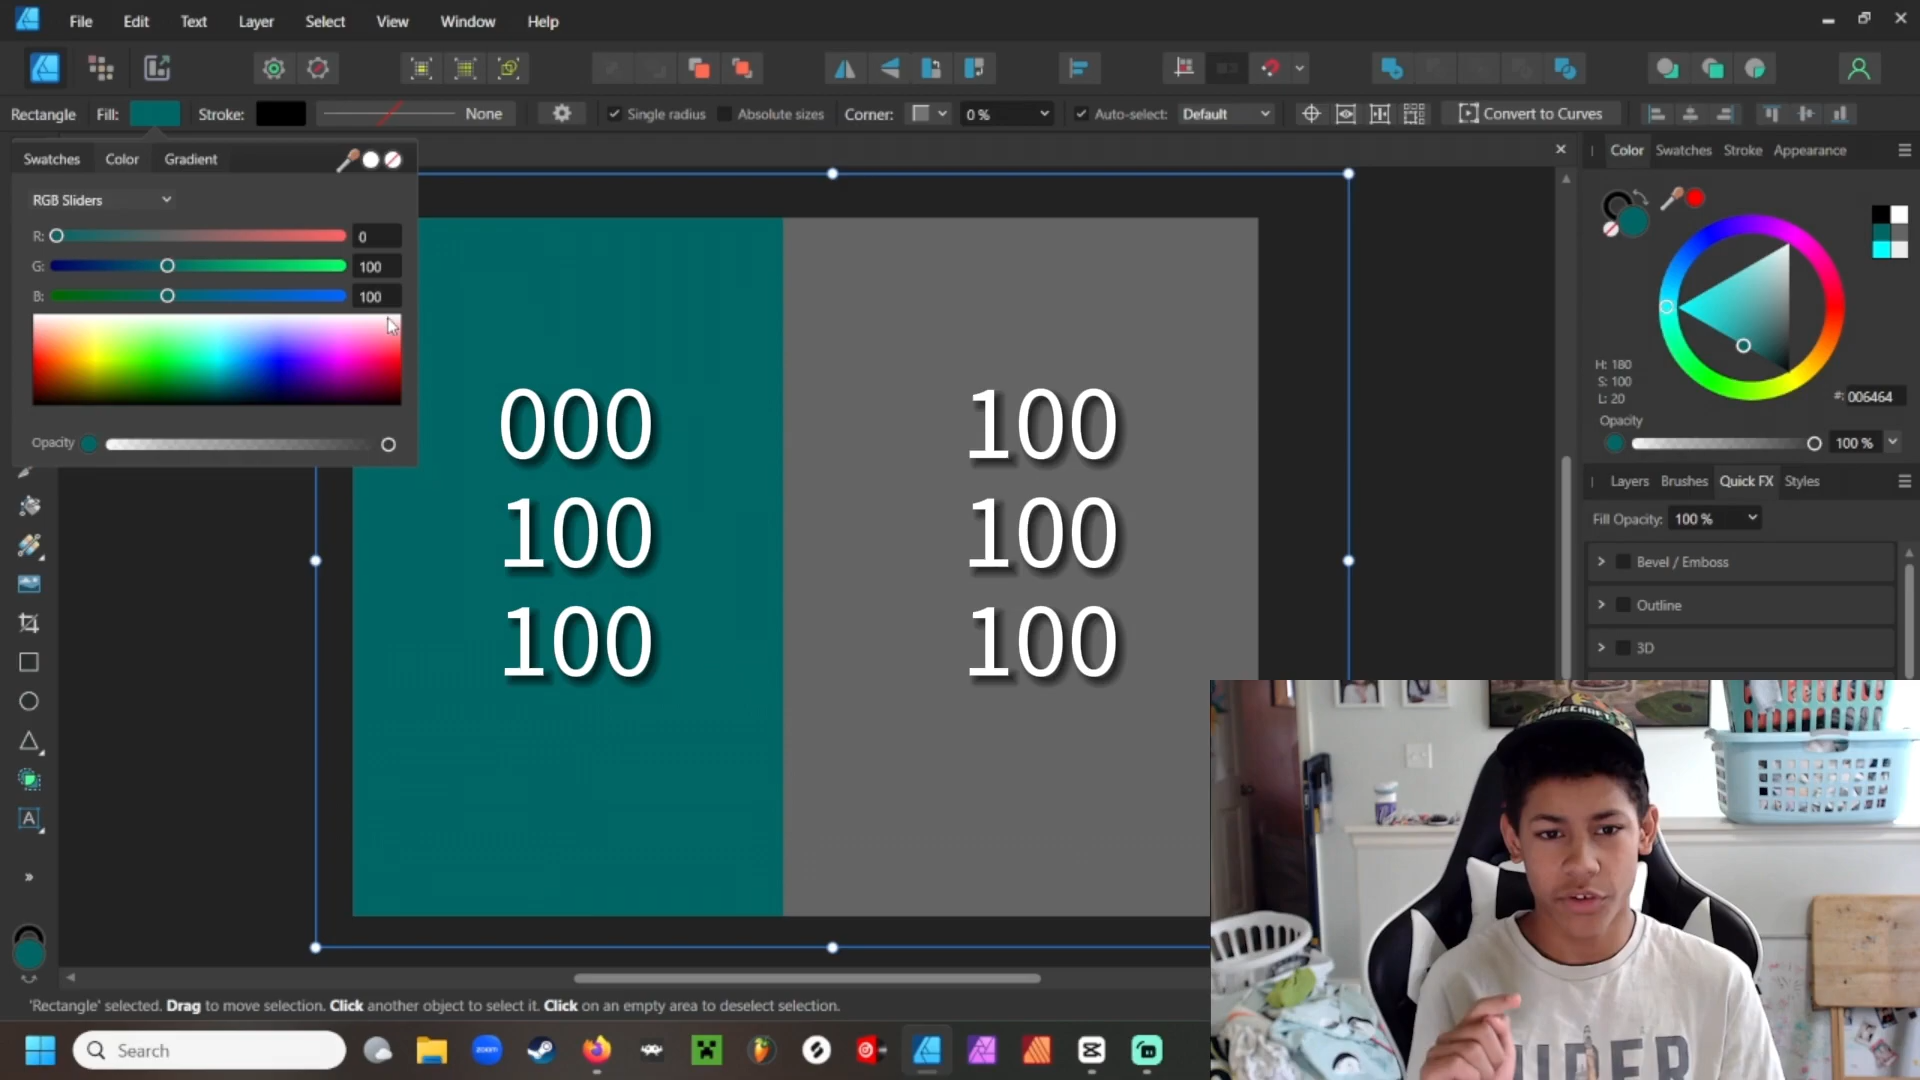 File Edit Text Layer Select View Window Help
Rectangle Fill: Stroke: None Single radius Absolute sizes Corner: 0 % Auto-select: Default Convert to Curves
Swatches Color Gradient
RGB Sliders
R: 0
G: 100
B: 100
Opacity
000 100
100 100
100 100
Color Swatches Stroke Appearance
H: 180
S: 100
L: 20
#: 006464
Opacity
100 %
Layers Brushes Quick FX Styles
Fill Opacity: 100 %
Bevel / Emboss
Outline
3D
MINECRAFT
'Rectangle' selected. Drag to move selection. Click another object to select it. Click on an empty area to deselect selection.
Search
zoom